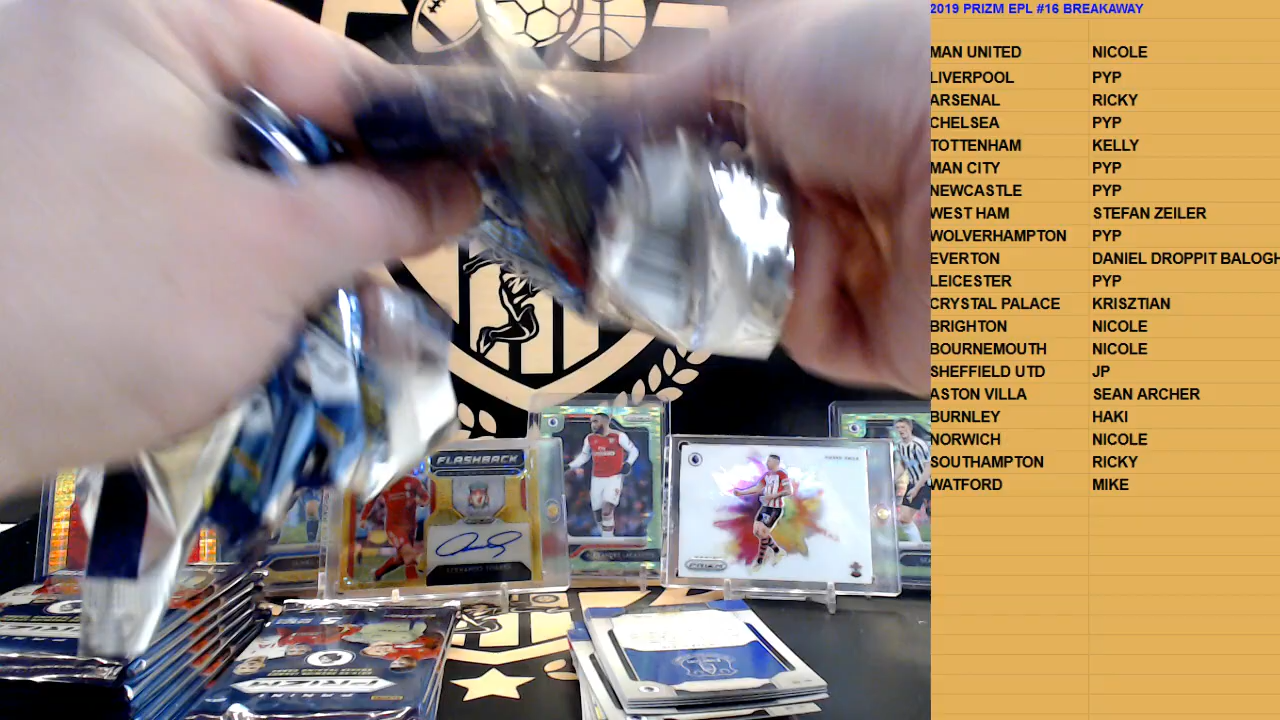 2019 PRIZM EPL #16 BREAKAWAY
MAN UNITED NICOLE
LIVERPOOL PYP
ARSENAL RICKY
CHELSEA PYP
TOTTENHAM KELLY
MAN CITY PYP
NEWCASTLE PYP
WEST HAM STEFAN ZEILER
WOLVERHAMPTON PYP
EVERTON DANIEL DROPPIT BALOGH
LEICESTER PYP
CRYSTAL PALACE KRISZTIAN
BRIGHTON NICOLE
BOURNEMOUTH NICOLE
SHEFFIELD UTD JP
ASTON VILLA SEAN ARCHER
BURNLEY HAKI
NORWICH NICOLE
SOUTHAMPTON RICKY
WATFORD MIKE
FLASHBACK
PRIZM
PRIZM
PANINI